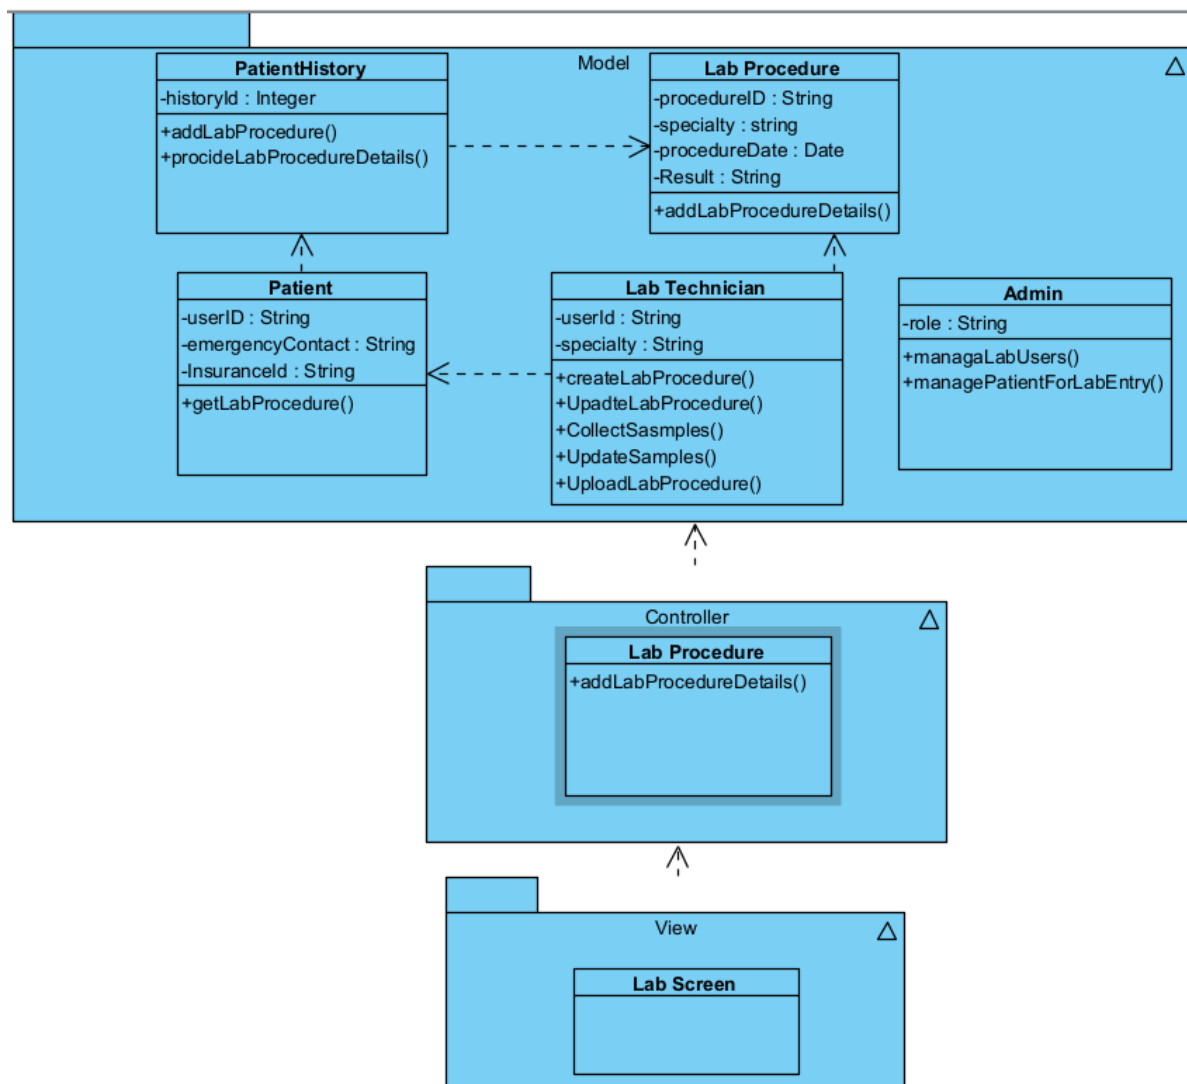 Model
PatientHistory
-historyId : Integer
+addLabProcedure()
+procideLabProcedureDetails()
Lab Procedure
-procedureID : String
-specialty : string
-procedureDate : Date
-Result : String
+addLabProcedureDetails()
Patient
-userID : String
-emergencyContact : String
-InsuranceId : String
+getLabProcedure()
Lab Technician
-userId : String
-specialty : String
+createLabProcedure()
+UpadteLabProcedure()
+CollectSasmples()
+UpdateSamples()
+UploadLabProcedure()
Admin
-role : String
+managaLabUsers()
+managePatientForLabEntry()
Controller
Lab Procedure
+addLabProcedureDetails()
View
Lab Screen